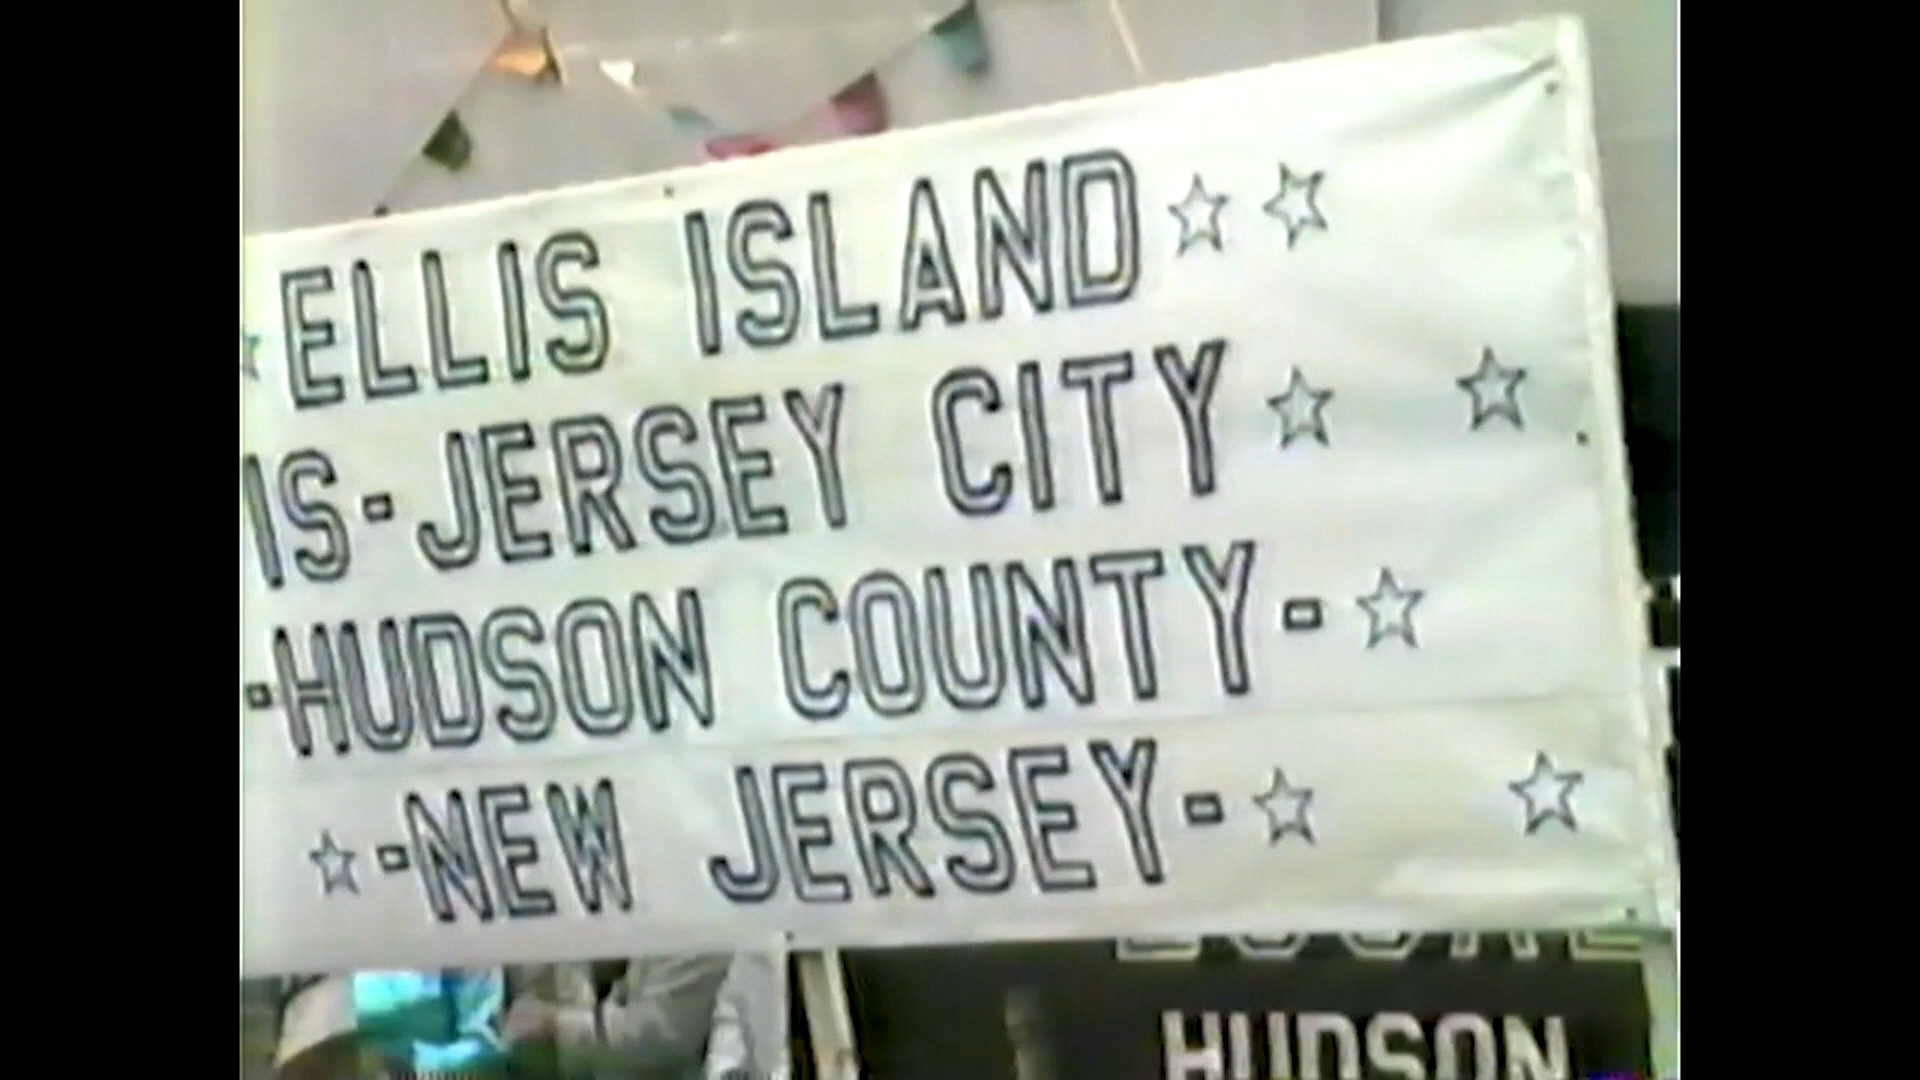 ☆ELLIS ISLAND☆☆
IS-JERSEY CITY☆ ☆
-HUDSON COUNTY-☆
☆-NEW JERSEY-☆ ☆
HUDSON